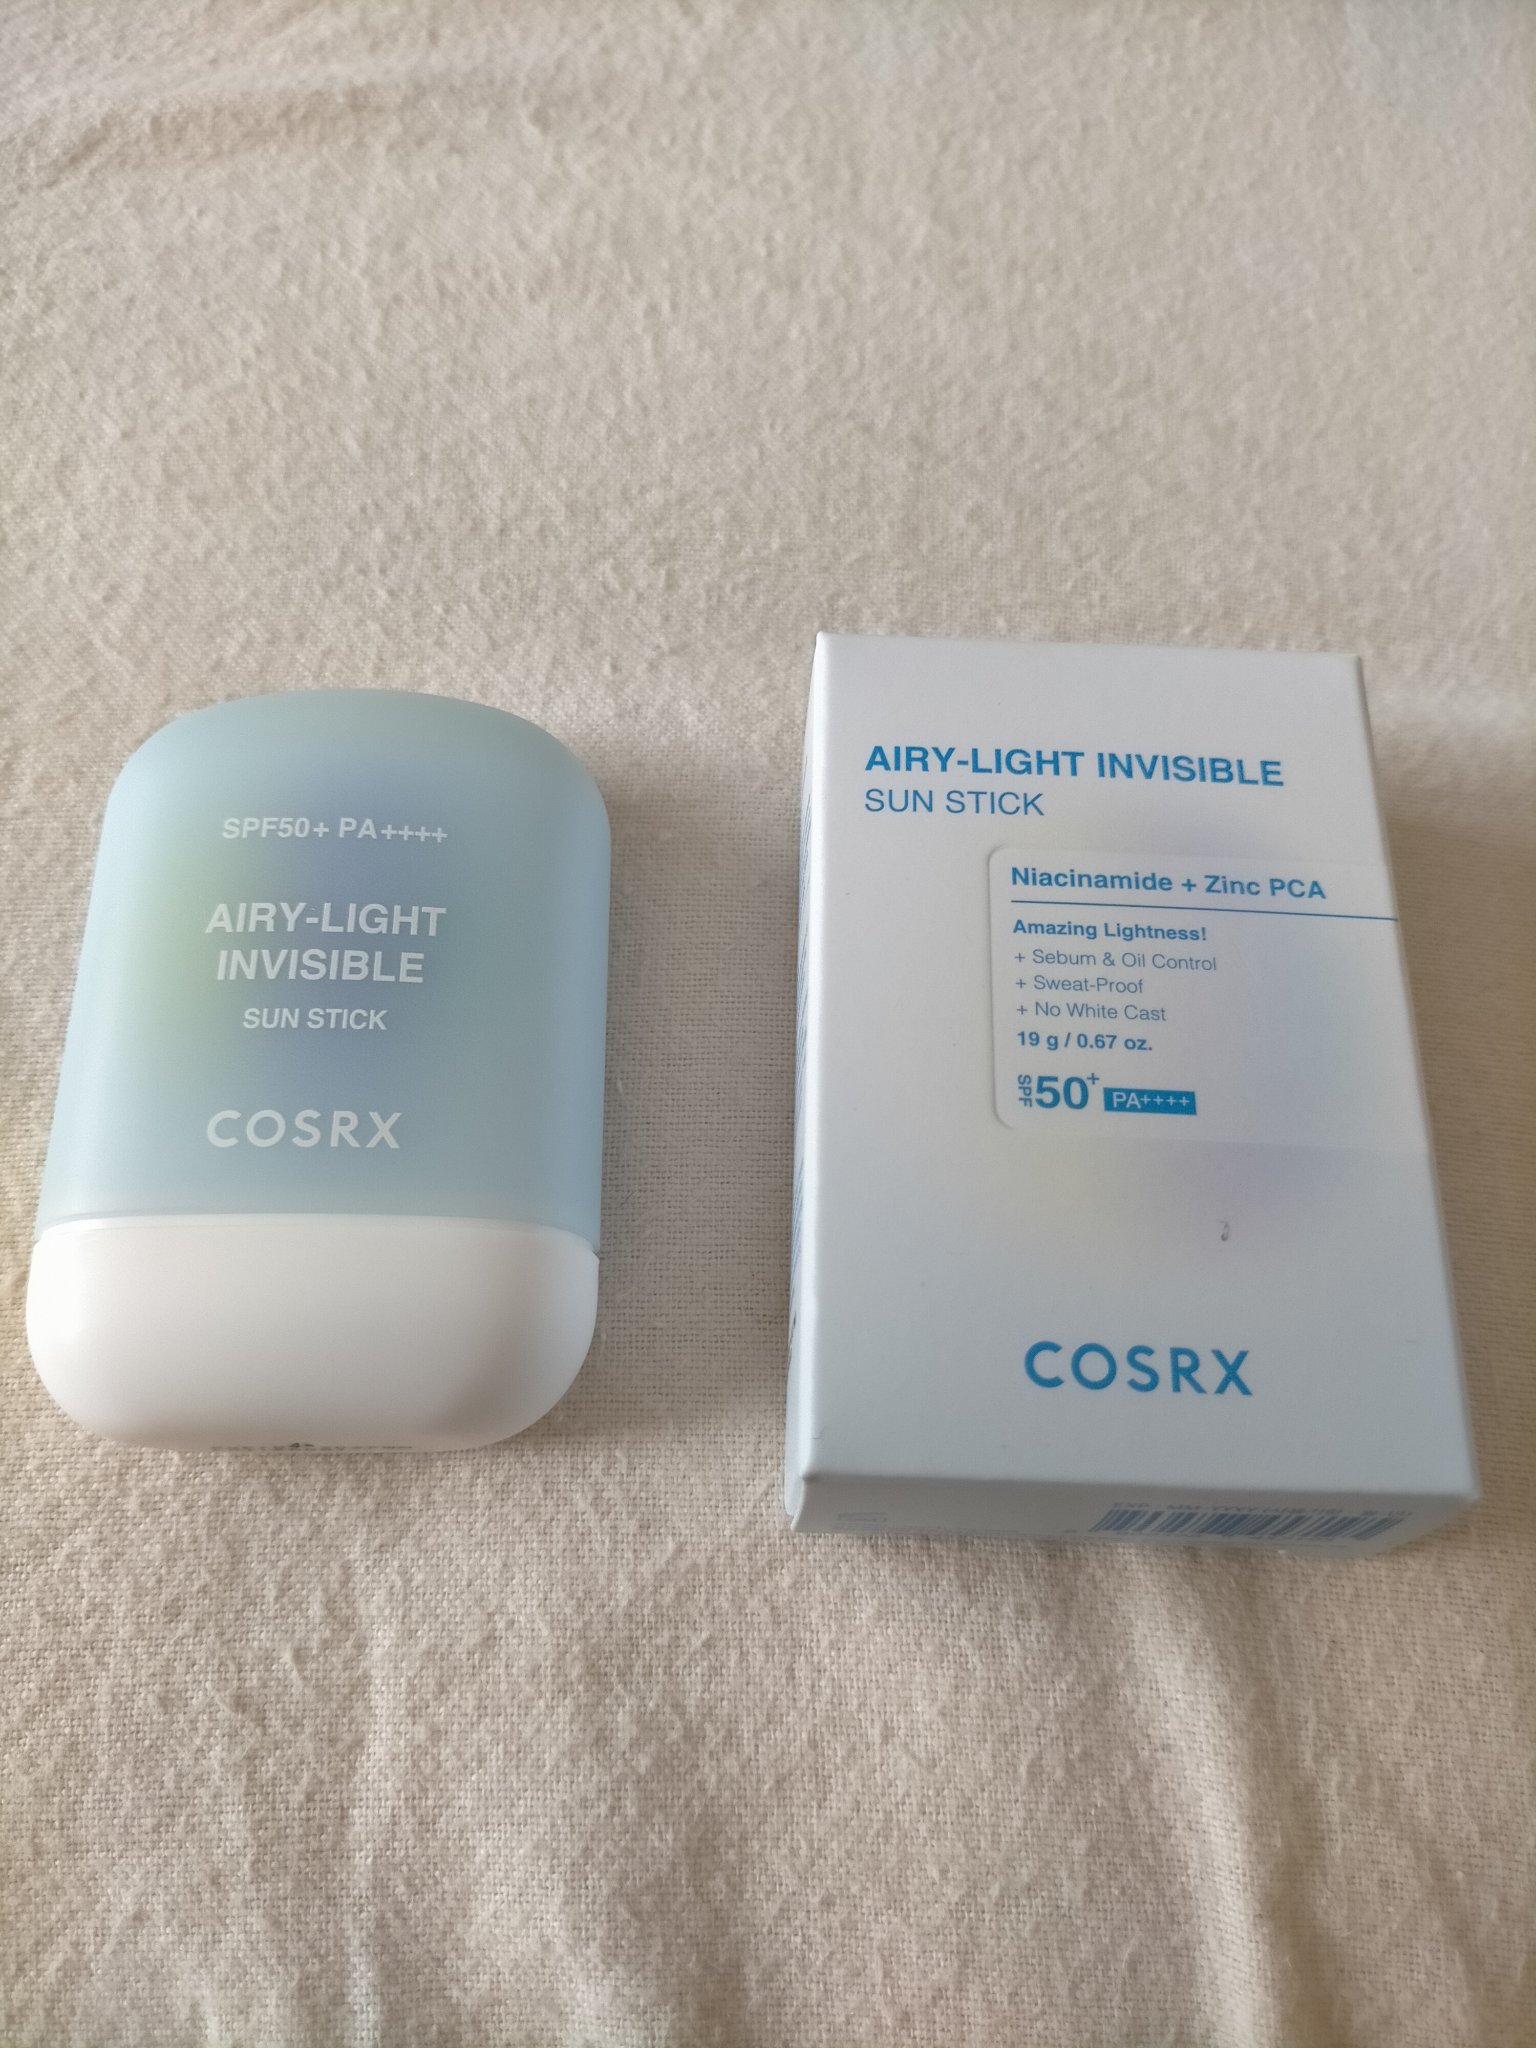 SPF50+ PA++++
AIRY-LIGHT
INVISIBLE
SUN STICK
COSRX
AIRY-LIGHT INVISIBLE
SUN STICK
Niacinamide + Zinc PCA
Amazing Lightness!
+ Sebum & Oil Control
+ Sweat-Proof
+ No White Cast
19 g / 0.67 oz.
SPF 50+ PA++++
COSRX